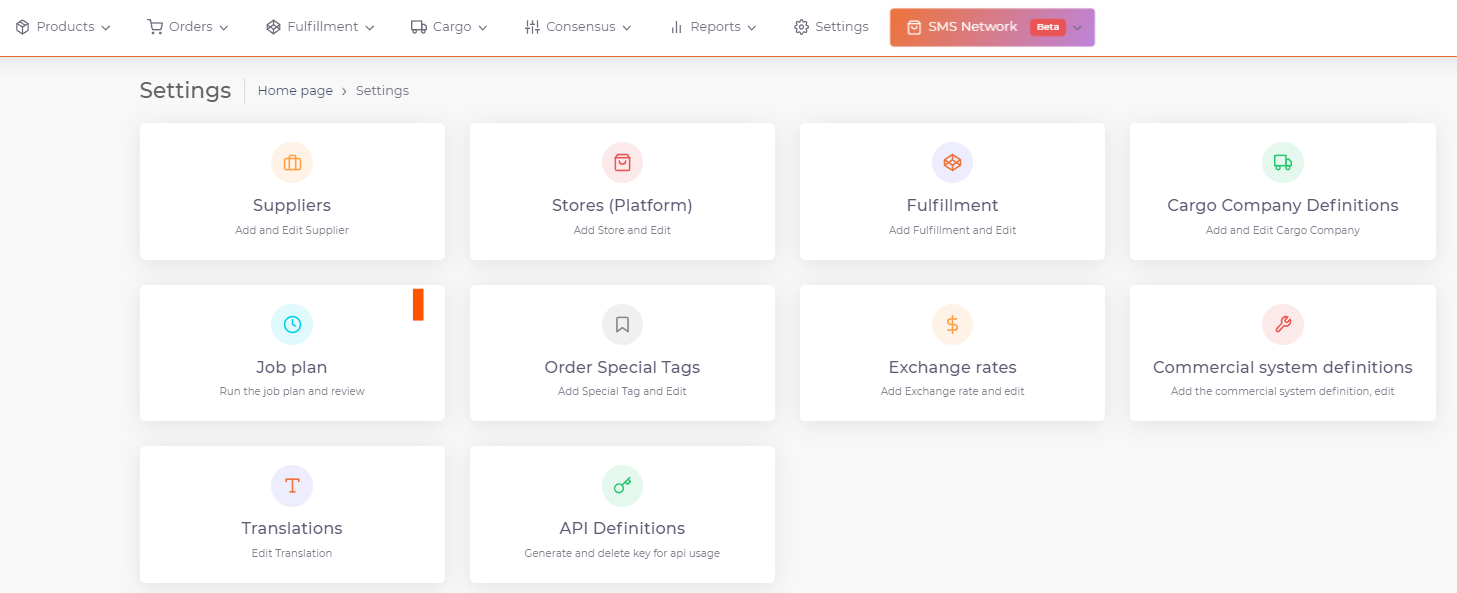 Products
Orders
Fulfillment
Cargo
Consensus
Reports
Settings
SMS Network Beta
Settings
Home page › Settings
Suppliers
Add and Edit Supplier
Stores (Platform)
Add Store and Edit
Fulfillment
Add Fulfillment and Edit
Cargo Company Definitions
Add and Edit Cargo Company
Job plan
Run the job plan and review
Order Special Tags
Add Special Tag and Edit
Exchange rates
Add Exchange rate and edit
Commercial system definitions
Add the commercial system definition, edit
Translations
Edit Translation
API Definitions
Generate and delete key for api usage